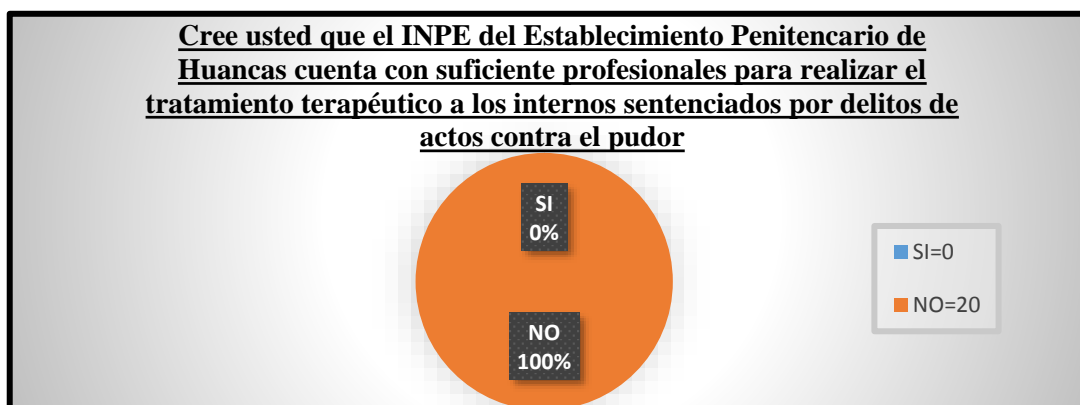 Cree usted que el INPE del Establecimiento Penitencario de
Huancas cuenta con suficiente profesionales para realizar el
tratamiento terapéutico a los internos sentenciados por delitos de
actos contra el pudor
SI
0%
NO
100%
SI=0
NO=20